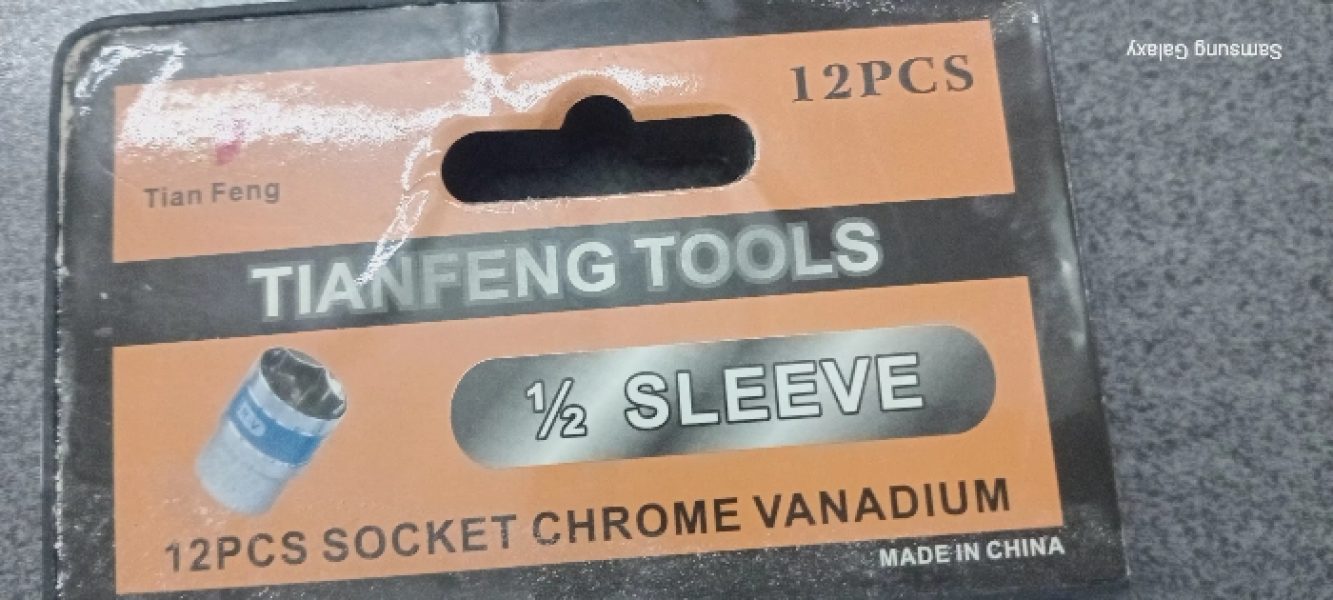 Samsung Galaxy
12PCS
Tian Feng
TIANFENG TOOLS
½ SLEEVE
12PCS SOCKET CHROME VANADIUM
MADE IN CHINA